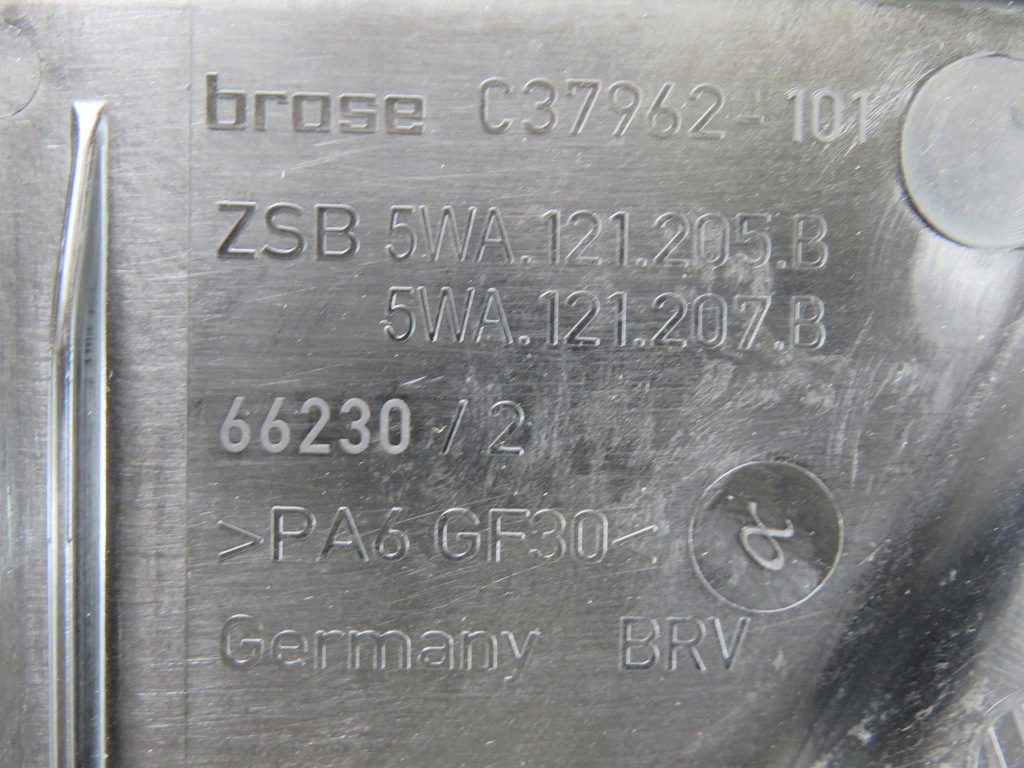 brose C37962-101
ZSB 5WA.121.205.B
5WA.121.207.B
66230 / 2
>PA6 GF30<
α
Germany BRV